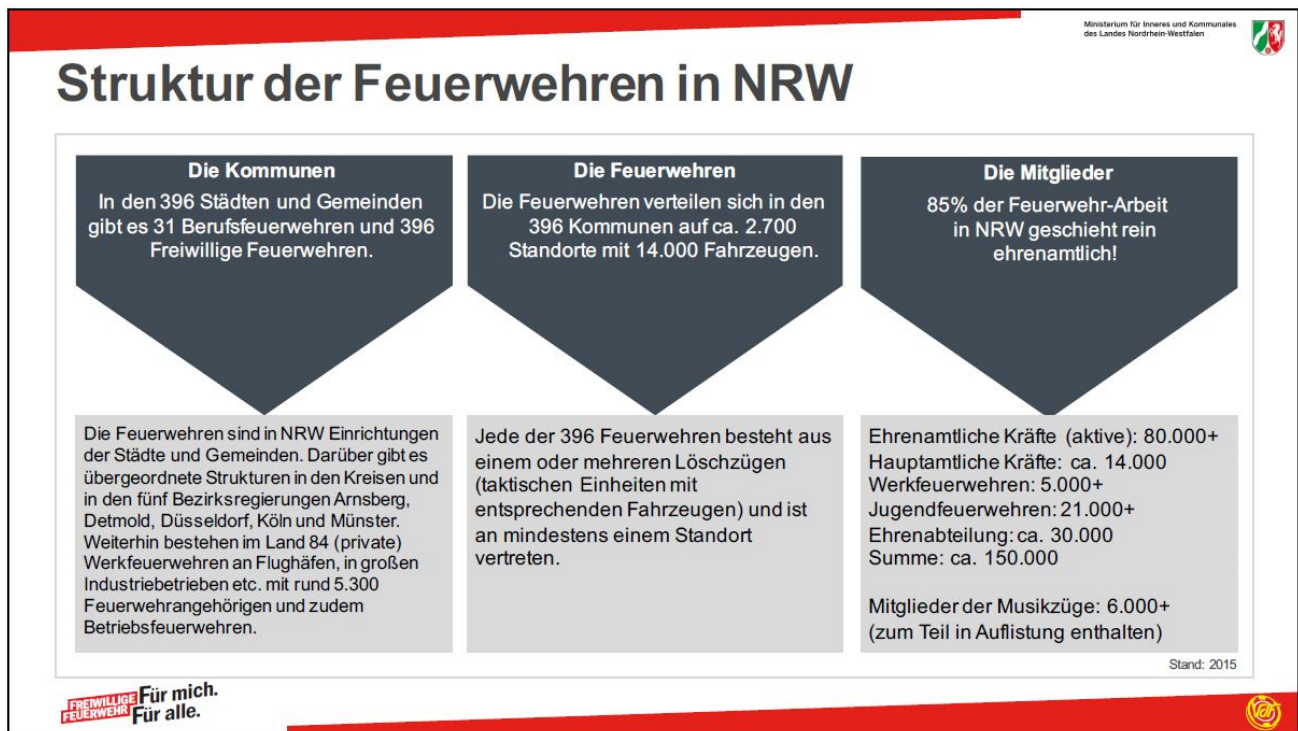 Ministerium für Inneres und Kommunales
des Landes Nordrhein-Westfalen
Struktur der Feuerwehren in NRW
Die Kommunen
In den 396 Städten und Gemeinden
gibt es 31 Berufsfeuerwehren und 396
Freiwillige Feuerwehren.
Die Feuerwehren sind in NRW Einrichtungen
der Städte und Gemeinden. Darüber gibt es
übergeordnete Strukturen in den Kreisen und
in den fünf Bezirksregierungen Arnsberg,
Detmold, Düsseldorf, Köln und Münster.
Weiterhin bestehen im Land 84 (private)
Werkfeuerwehren an Flughäfen, in großen
Industriebetrieben etc. mit rund 5.300
Feuerwehrangehörigen und zudem
Betriebsfeuerwehren.
Die Feuerwehren
Die Feuerwehren verteilen sich in den
396 Kommunen auf ca. 2.700
Standorte mit 14.000 Fahrzeugen.
Jede der 396 Feuerwehren besteht aus
einem oder mehreren Löschzügen
(taktischen Einheiten mit
entsprechenden Fahrzeugen) und ist
an mindestens einem Standort
vertreten.
Die Mitglieder
85% der Feuerwehr-Arbeit
in NRW geschieht rein
ehrenamtlich!
Ehrenamtliche Kräfte (aktive): 80.000+
Hauptamtliche Kräfte: ca. 14.000
Werkfeuerwehren: 5.000+
Jugendfeuerwehren: 21.000+
Ehrenabteilung: ca. 30.000
Summe: ca. 150.000
Mitglieder der Musikzüge: 6.000+
(zum Teil in Auflistung enthalten)
Stand: 2015
FREIWILLIGE Für mich.
FEUERWEHR Für alle.
VdF